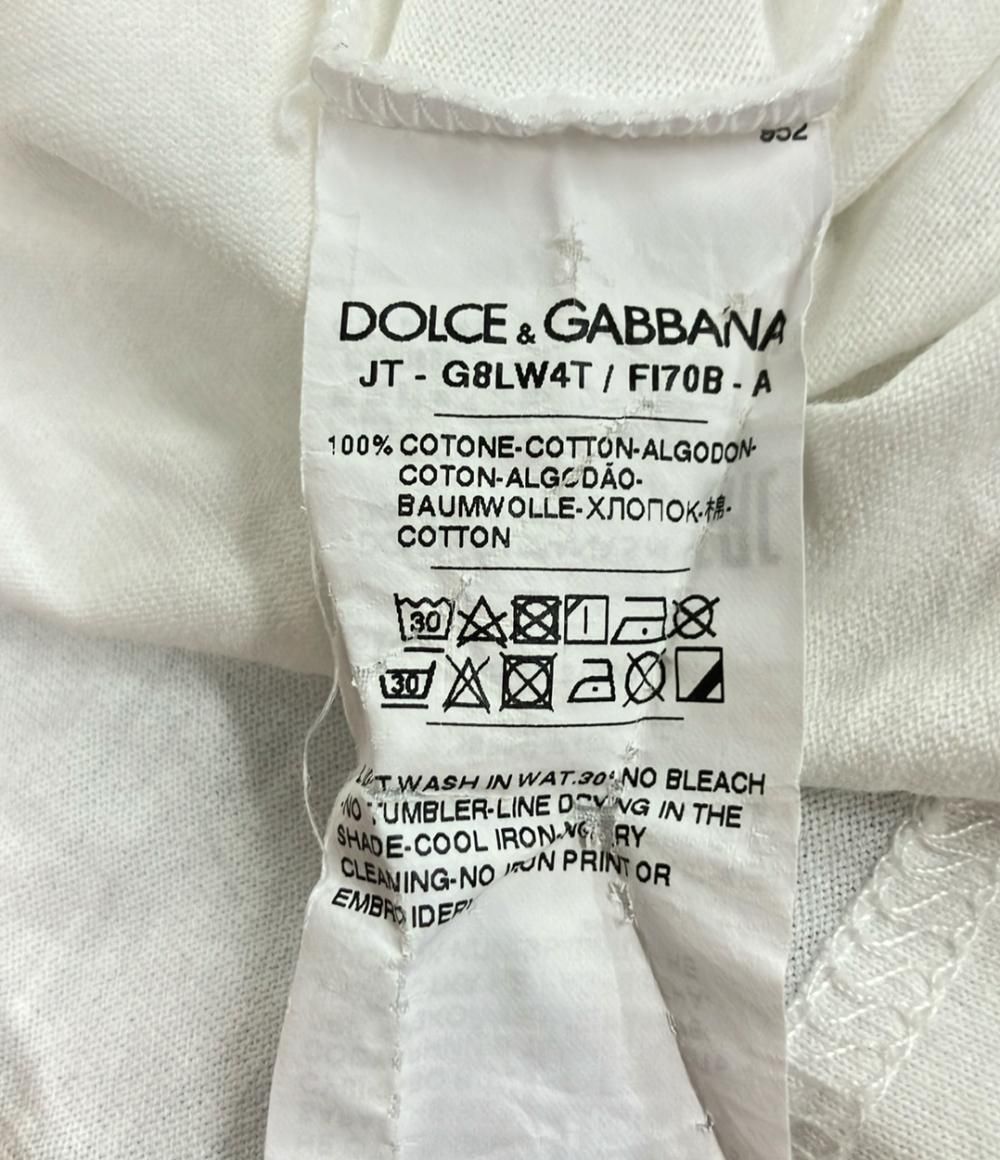 952
DOLCE & GABBANA
JT - G8LW4T / FI70B - A
100% COTONE-COTTON-ALGODON-
COTON-ALGODÃO-
BAUMWOLLE-ХЛОПОК-棉-
COTTON
30
30
WASH IN WAT.30° NO BLEACH
-NO TUMBLER-LINE DRYING IN THE
SHADE-COOL IRON- DRY
CLEANING-NO IRON PRINT OR
EMBROIDERY